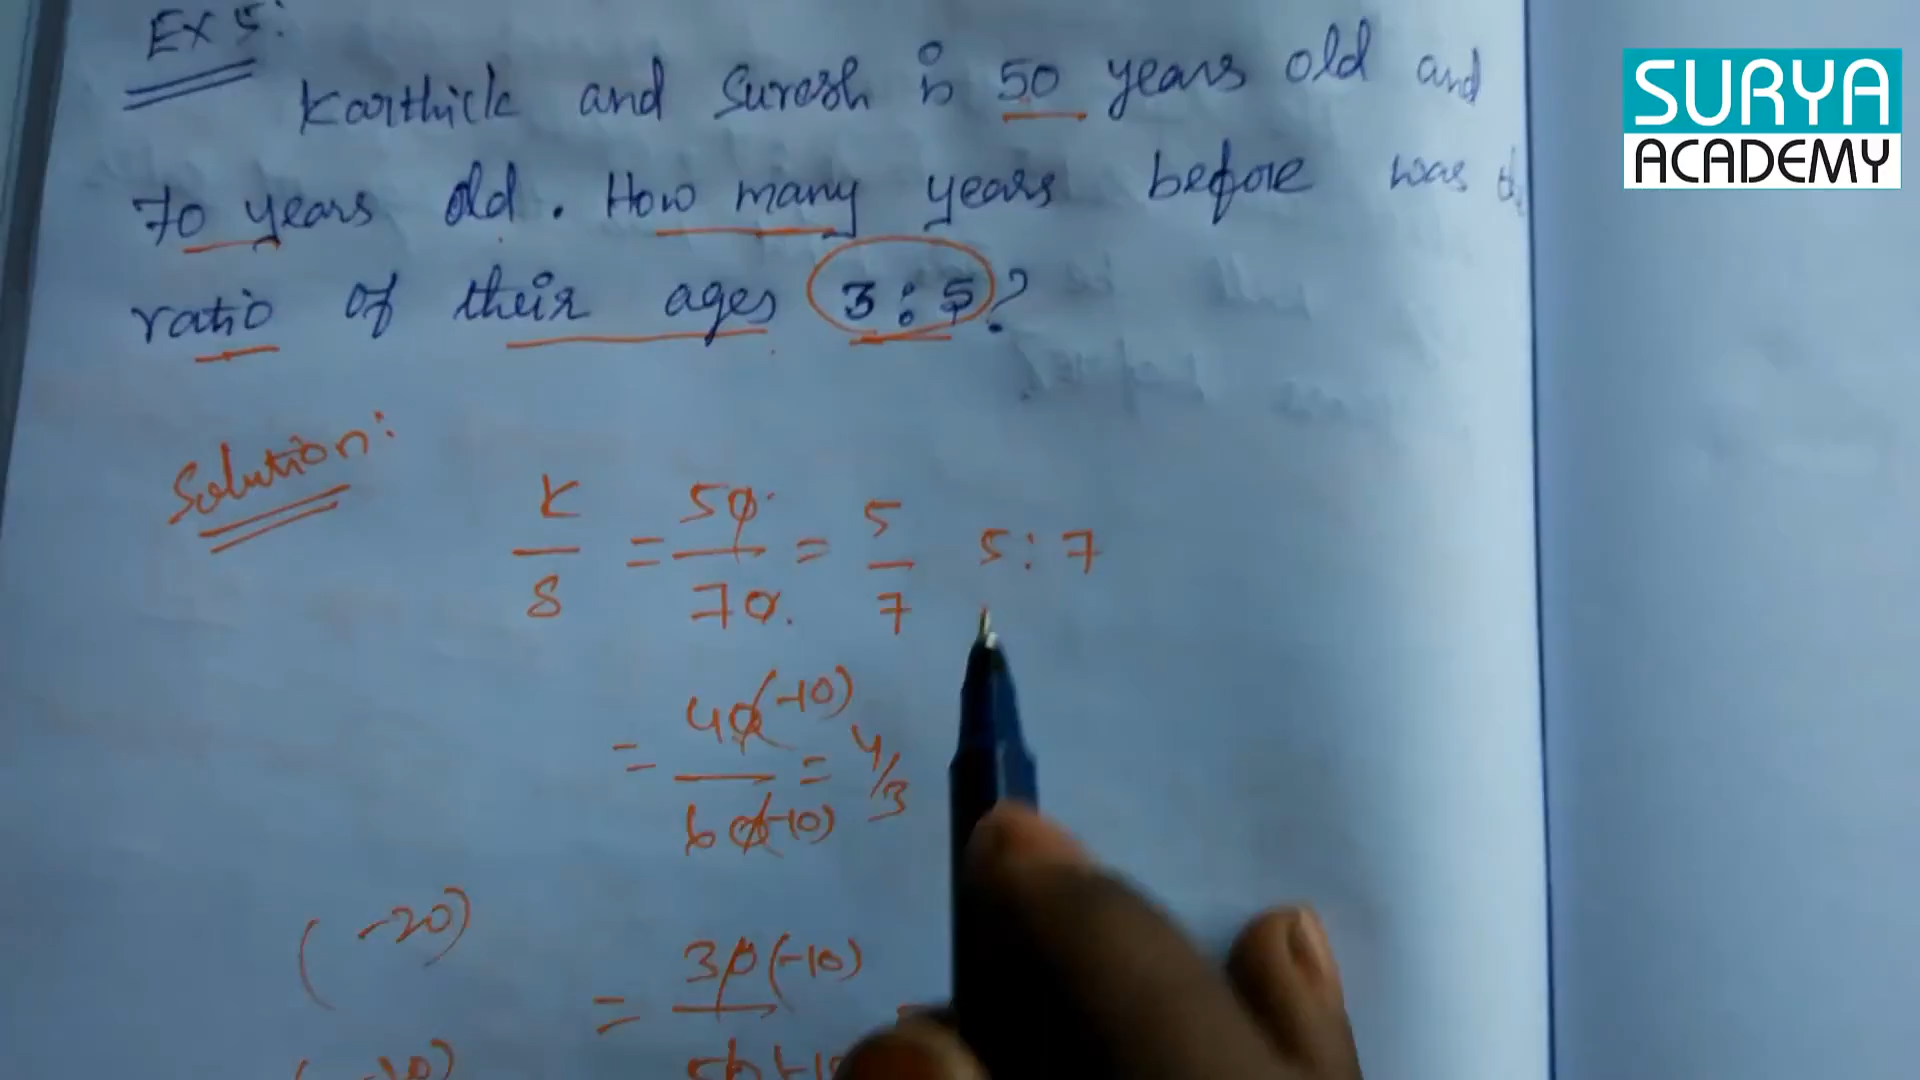 Ex 5:
Karthick and Suresh is 50 years old and
70 years old. How many years before was
ratio of their ages 3:5?
Solution:
K/S = 50/70 = 5/7 5:7
= 40(-10)/60(-10) = 4/3
(-20)
= 30(-10)
SURYA
ACADEMY